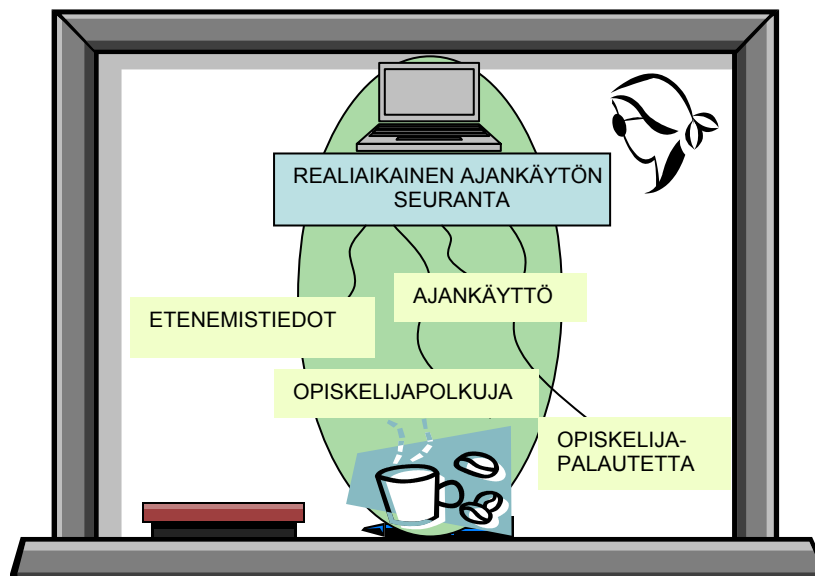 REALIAIKAINEN AJANKÄYTÖN
SEURANTA
AJANKÄYTTÖ
ETENEMISTIEDOT
OPISKELIJAPOLKUJA
OPISKELIJA-
PALAUTETTA